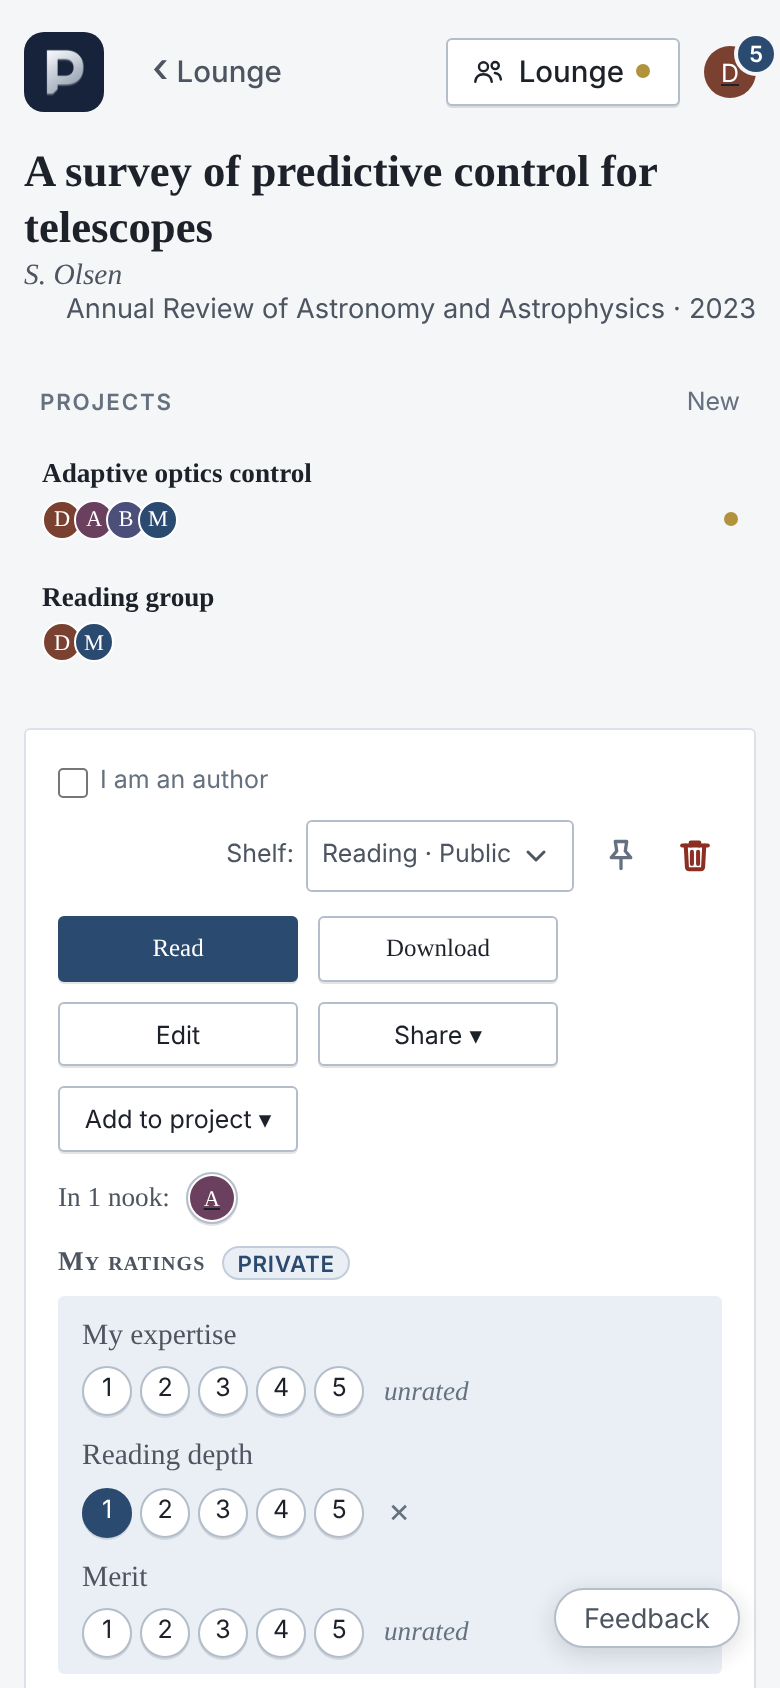 P
Lounge
Lounge
D
5
A survey of predictive control for
telescopes
S. Olsen
Annual Review of Astronomy and Astrophysics · 2023
PROJECTS
New
Adaptive optics control
D A B M
Reading group
D M
I am an author
Shelf: Reading · Public
Read
Download
Edit
Share ▾
Add to project ▾
In 1 nook: A
My ratings PRIVATE
My expertise
1 2 3 4 5 unrated
Reading depth
1 2 3 4 5 ×
Merit
1 2 3 4 5 unrated
Feedback